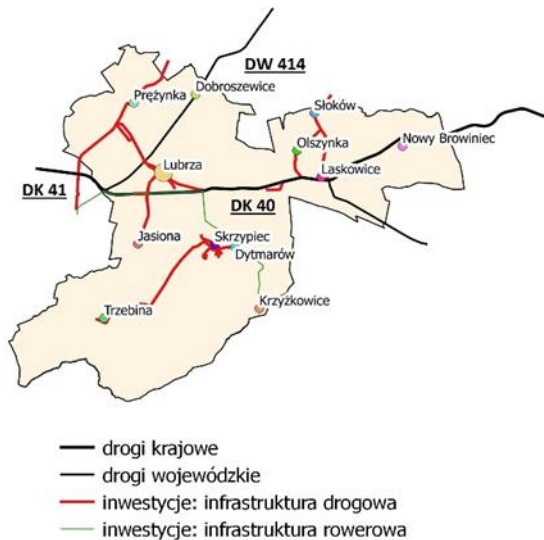 DW 414
Dobroszewice
Prężynka
Słoków
Olszynka
Nowy Browiniec
Lubrza
Laskowice
DK 41
DK 40
Jasiona
Skrzypiec
Dytmarów
Krzyżkowice
Trzebina
drogi krajowe
drogi wojewódzkie
inwestycje: infrastruktura drogowa
inwestycje: infrastruktura rowerowa